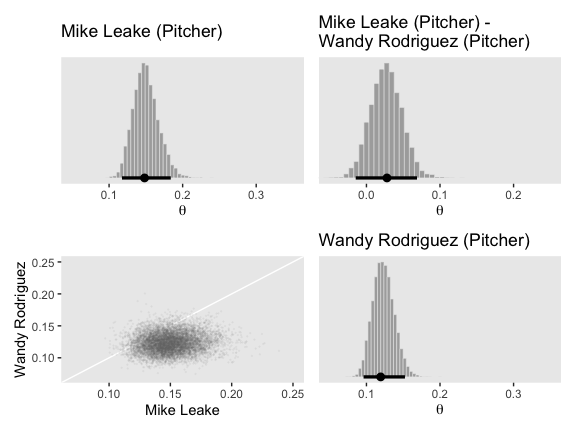 Mike Leake (Pitcher)
Mike Leake (Pitcher) -
Wandy Rodriguez (Pitcher)
0.1 0.2 0.3
θ
0.0 0.1 0.2
θ
Wandy Rodriguez (Pitcher)
Wandy Rodriguez
0.25
0.20
0.15
0.10
0.10 0.15 0.20 0.25
Mike Leake
0.1 0.2 0.3
θ